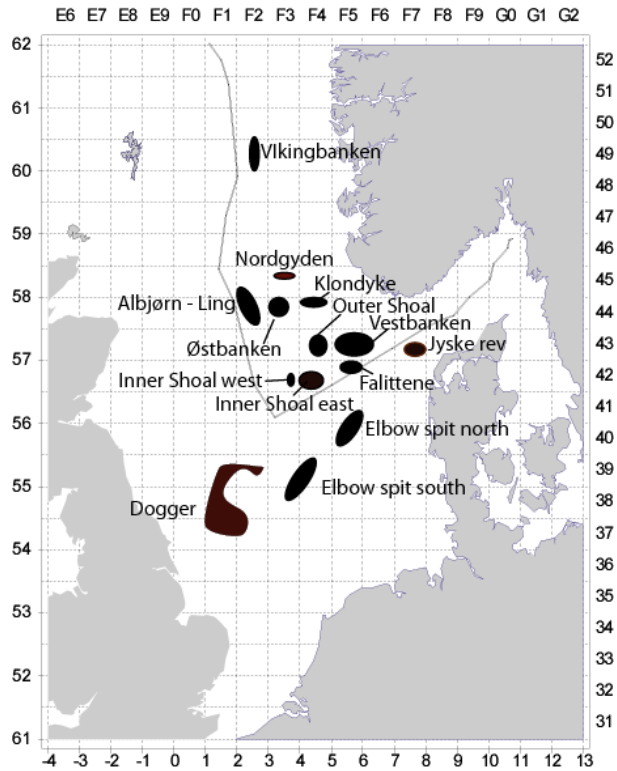 E6 E7 E8 E9 F0 F1 F2 F3 F4 F5 F6 F7 F8 F9 G0 G1 G2
62
52
61
51
50
VIkingbanken
60
49
48
59
47
46
Nordgyden
45
58
Klondyke
Albjørn - Ling
Outer Shoal
44
Vestbanken
Østbanken
Jyske rev
43
57
Inner Shoal west
Falittene
42
Inner Shoal east
41
56
Elbow spit north
40
39
55
Elbow spit south
Dogger
38
37
54
36
35
53
34
33
52
32
31
61
-4 -3 -2 -1 0 1 2 3 4 5 6 7 8 9 10 11 12 13